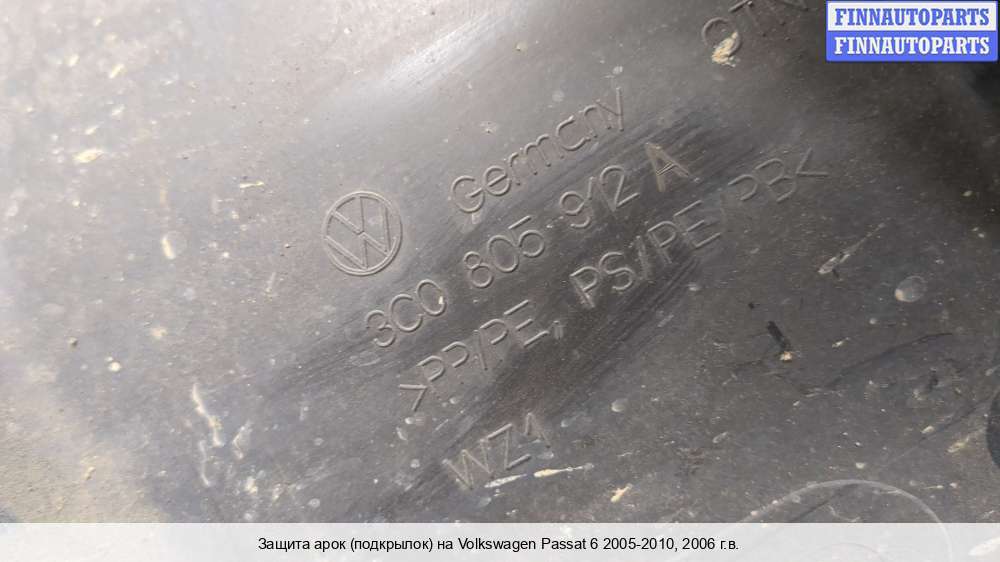 FINNAUTOPARTS
FINNAUTOPARTS
Germany
3C0 805 912 A
>PP/PE, PS//PE/PB<
WZ1
Защита арок (подкрылок) на Volkswagen Passat 6 2005-2010, 2006 г.в.